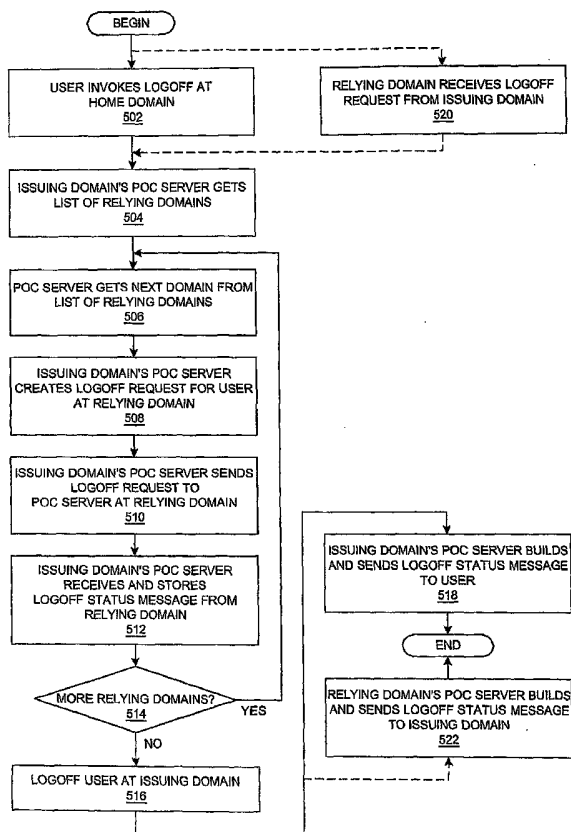 BEGIN
USER INVOKES LOGOFF AT
HOME DOMAIN
502
RELYING DOMAIN RECEIVES LOGOFF
REQUEST FROM ISSUING DOMAIN
520
ISSUING DOMAIN'S POC SERVER GETS
LIST OF RELYING DOMAINS
504
POC SERVER GETS NEXT DOMAIN FROM
LIST OF RELYING DOMAINS
506
ISSUING DOMAIN'S POC SERVER
CREATES LOGOFF REQUEST FOR USER
AT RELYING DOMAIN
508
ISSUING DOMAIN'S POC SERVER SENDS
LOGOFF REQUEST TO
POC SERVER AT RELYING DOMAIN
510
ISSUING DOMAIN'S POC SERVER
RECEIVES AND STORES
LOGOFF STATUS MESSAGE FROM
RELYING DOMAIN
512
MORE RELYING DOMAINS?
514
YES
NO
LOGOFF USER AT ISSUING DOMAIN
516
ISSUING DOMAIN'S POC SERVER BUILDS
AND SENDS LOGOFF STATUS MESSAGE
TO USER
518
END
RELYING DOMAIN'S POC SERVER BUILDS
AND SENDS LOGOFF STATUS MESSAGE
TO ISSUING DOMAIN
522